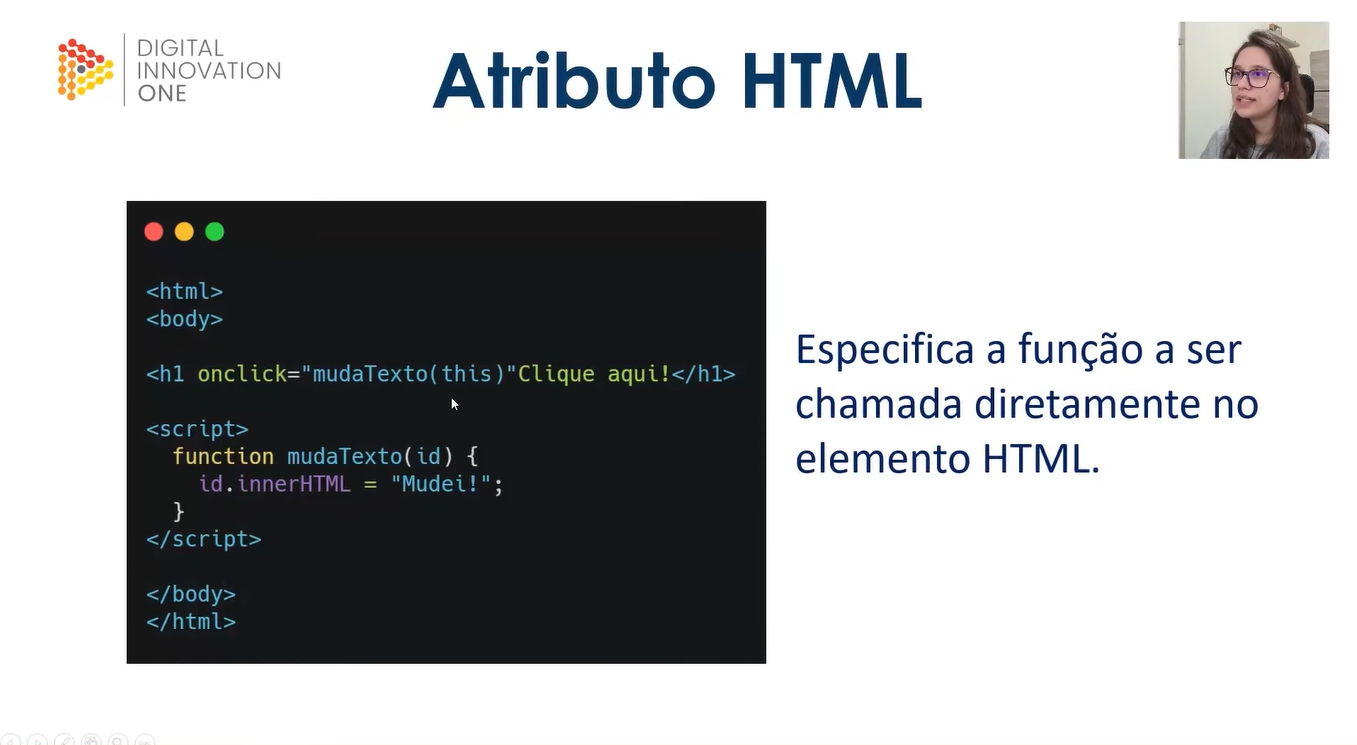 DIGITAL
INNOVATION
ONE
Atributo HTML
<html>
<body>
<h1 onclick="mudaTexto(this)"Clique aqui!</h1>
<script>
function mudaTexto(id) {
id.innerHTML = "Mudei!";
}
</script>
</body>
</html>
Especifica a função a ser
chamada diretamente no
elemento HTML.